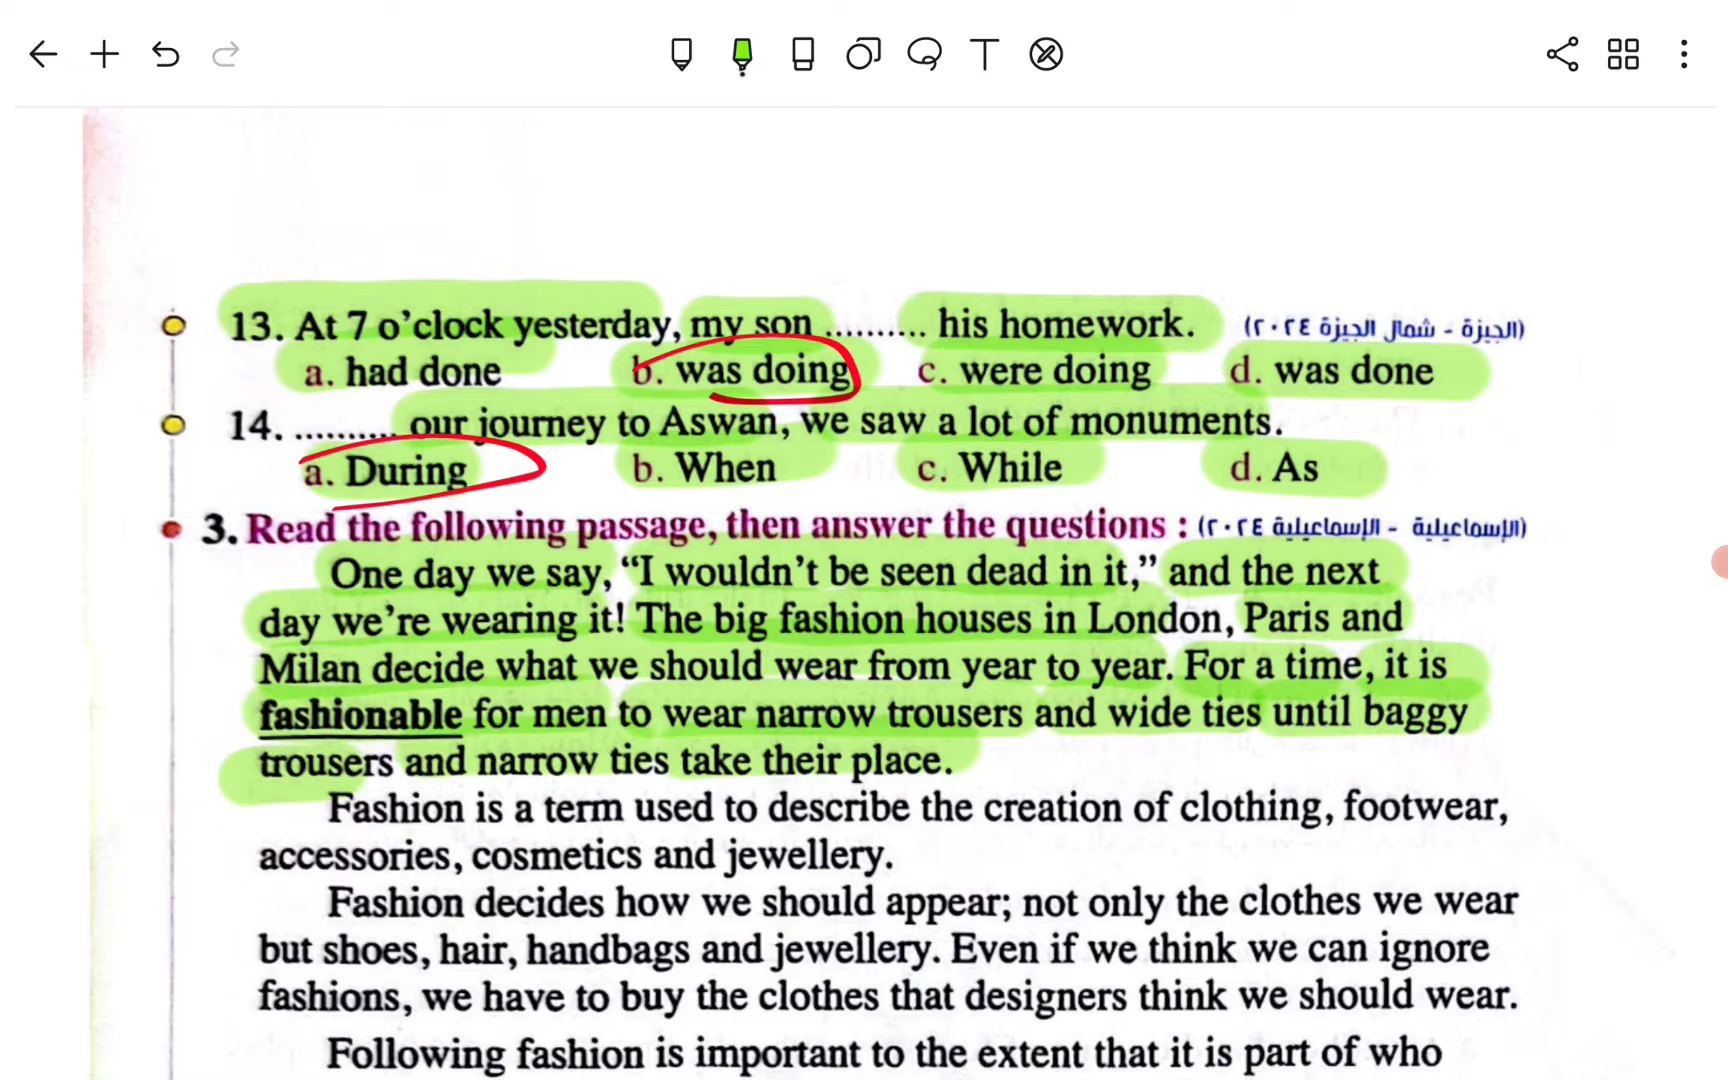 13. At 7 o’clock yesterday, my son .......... his homework. (الجيزة - شمال الجيزة ٢٠٢٤)
a. had done b. was doing c. were doing d. was done
14. .......... our journey to Aswan, we saw a lot of monuments.
a. During b. When c. While d. As
3. Read the following passage, then answer the questions : (الإسماعيلية - الإسماعيلية ٢٠٢٤)
One day we say, “I wouldn’t be seen dead in it,” and the next
day we’re wearing it! The big fashion houses in London, Paris and
Milan decide what we should wear from year to year. For a time, it is
fashionable for men to wear narrow trousers and wide ties until baggy
trousers and narrow ties take their place.
Fashion is a term used to describe the creation of clothing, footwear,
accessories, cosmetics and jewellery.
Fashion decides how we should appear; not only the clothes we wear
but shoes, hair, handbags and jewellery. Even if we think we can ignore
fashions, we have to buy the clothes that designers think we should wear.
Following fashion is important to the extent that it is part of who